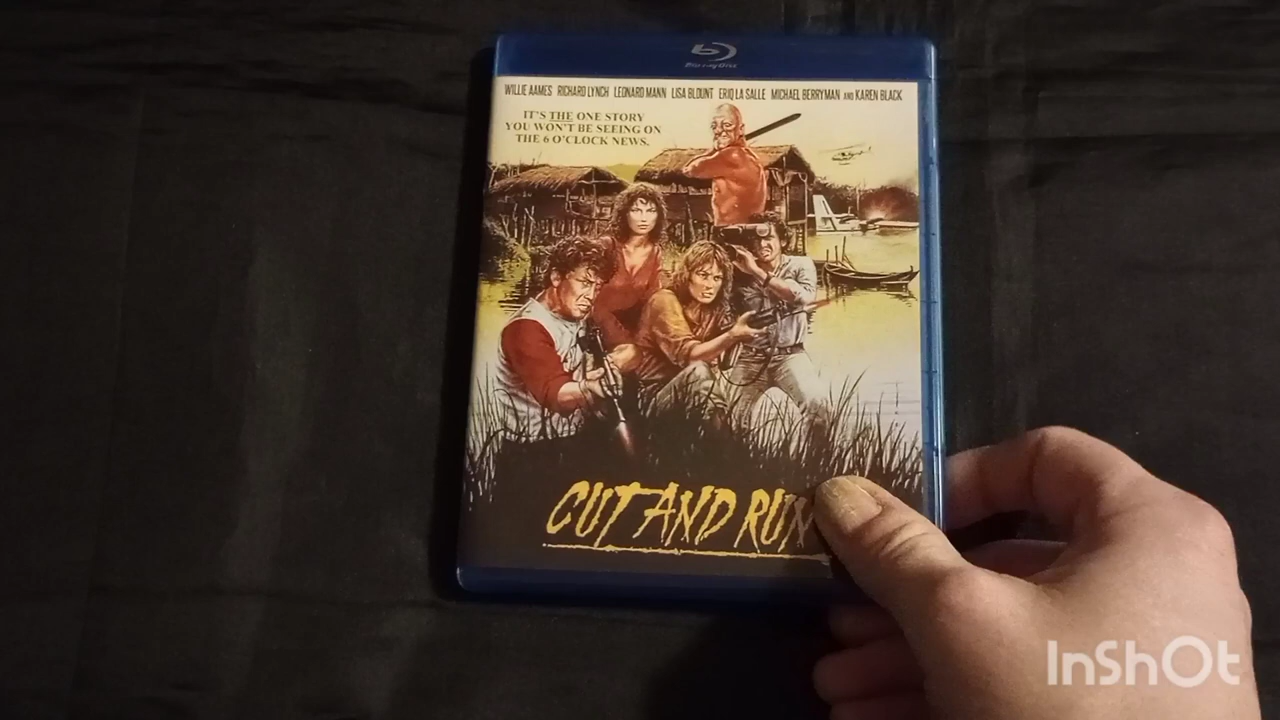 Blu-ray Disc
WILLIE AAMES RICHARD LYNCH LEONARD MANN LISA BLOUNT ERIQ LA SALLE MICHAEL BERRYMAN AND KAREN BLACK
IT'S THE ONE STORY
YOU WON'T BE SEEING ON
THE 6 O'CLOCK NEWS.
CUT AND RUN
InShOt